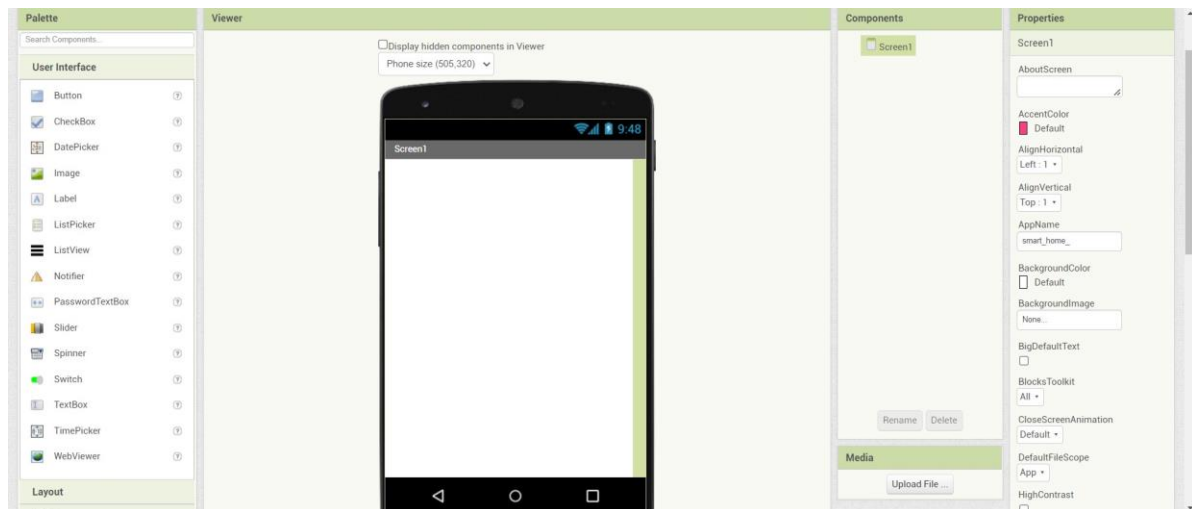 Palette
Search Components...
User Interface
Button
CheckBox
DatePicker
Image
Label
ListPicker
ListView
Notifier
PasswordTextBox
Slider
Spinner
Switch
TextBox
TimePicker
WebViewer
Layout
Viewer
Display hidden components in Viewer
Phone size (505,320)
9:48
Screen1
Components
Screen1
Rename Delete
Media
Upload File ...
Properties
Screen1
AboutScreen
AccentColor
Default
AlignHorizontal
Left : 1
AlignVertical
Top : 1
AppName
smart_home_
BackgroundColor
Default
BackgroundImage
None...
BigDefaultText
BlocksToolkit
All
CloseScreenAnimation
Default
DefaultFileScope
App
HighContrast